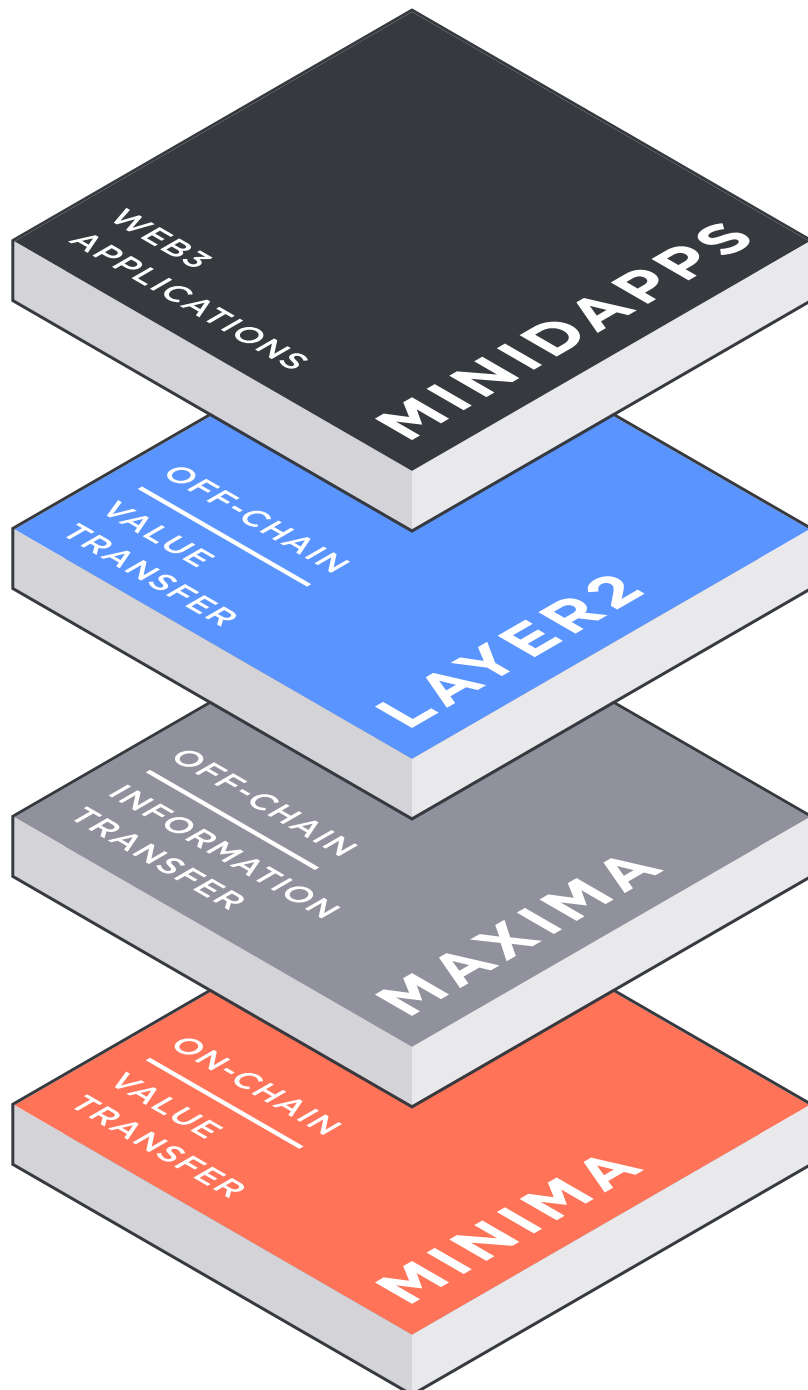 WEB3
APPLICATIONS
MINIDAPPS
OFF-CHAIN
VALUE
TRANSFER
LAYER2
OFF-CHAIN
INFORMATION
TRANSFER
MAXIMA
ON-CHAIN
VALUE
TRANSFER
MINIMA